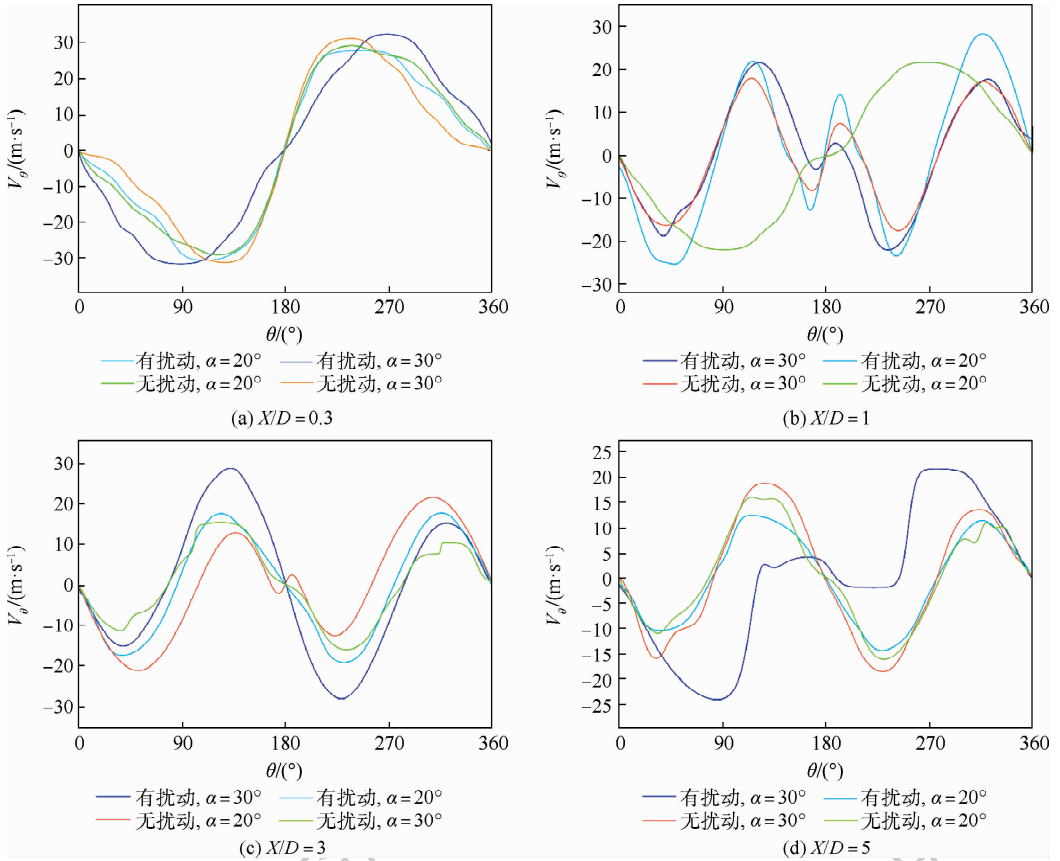 30
20
10
0
−10
−20
−30
Vθ/(m·s⁻¹)
0 90 180 270 360
θ/(°)
有扰动, α=20° 有扰动, α=30°
无扰动, α=20° 无扰动, α=30°
(a) X/D=0.3
30
20
10
0
−10
−20
−30
Vθ/(m·s⁻¹)
0 90 180 270 360
θ/(°)
有扰动, α=30° 有扰动, α=20°
无扰动, α=30° 无扰动, α=20°
(b) X/D=1
30
20
10
0
−10
−20
−30
Vθ/(m·s⁻¹)
0 90 180 270 360
θ/(°)
有扰动, α=30° 有扰动, α=20°
无扰动, α=20° 无扰动, α=30°
(c) X/D=3
25
20
15
10
5
0
−5
−10
−15
−20
−25
Vθ/(m·s⁻¹)
0 90 180 270 360
θ/(°)
有扰动, α=30° 有扰动, α=20°
无扰动, α=30° 无扰动, α=20°
(d) X/D=5